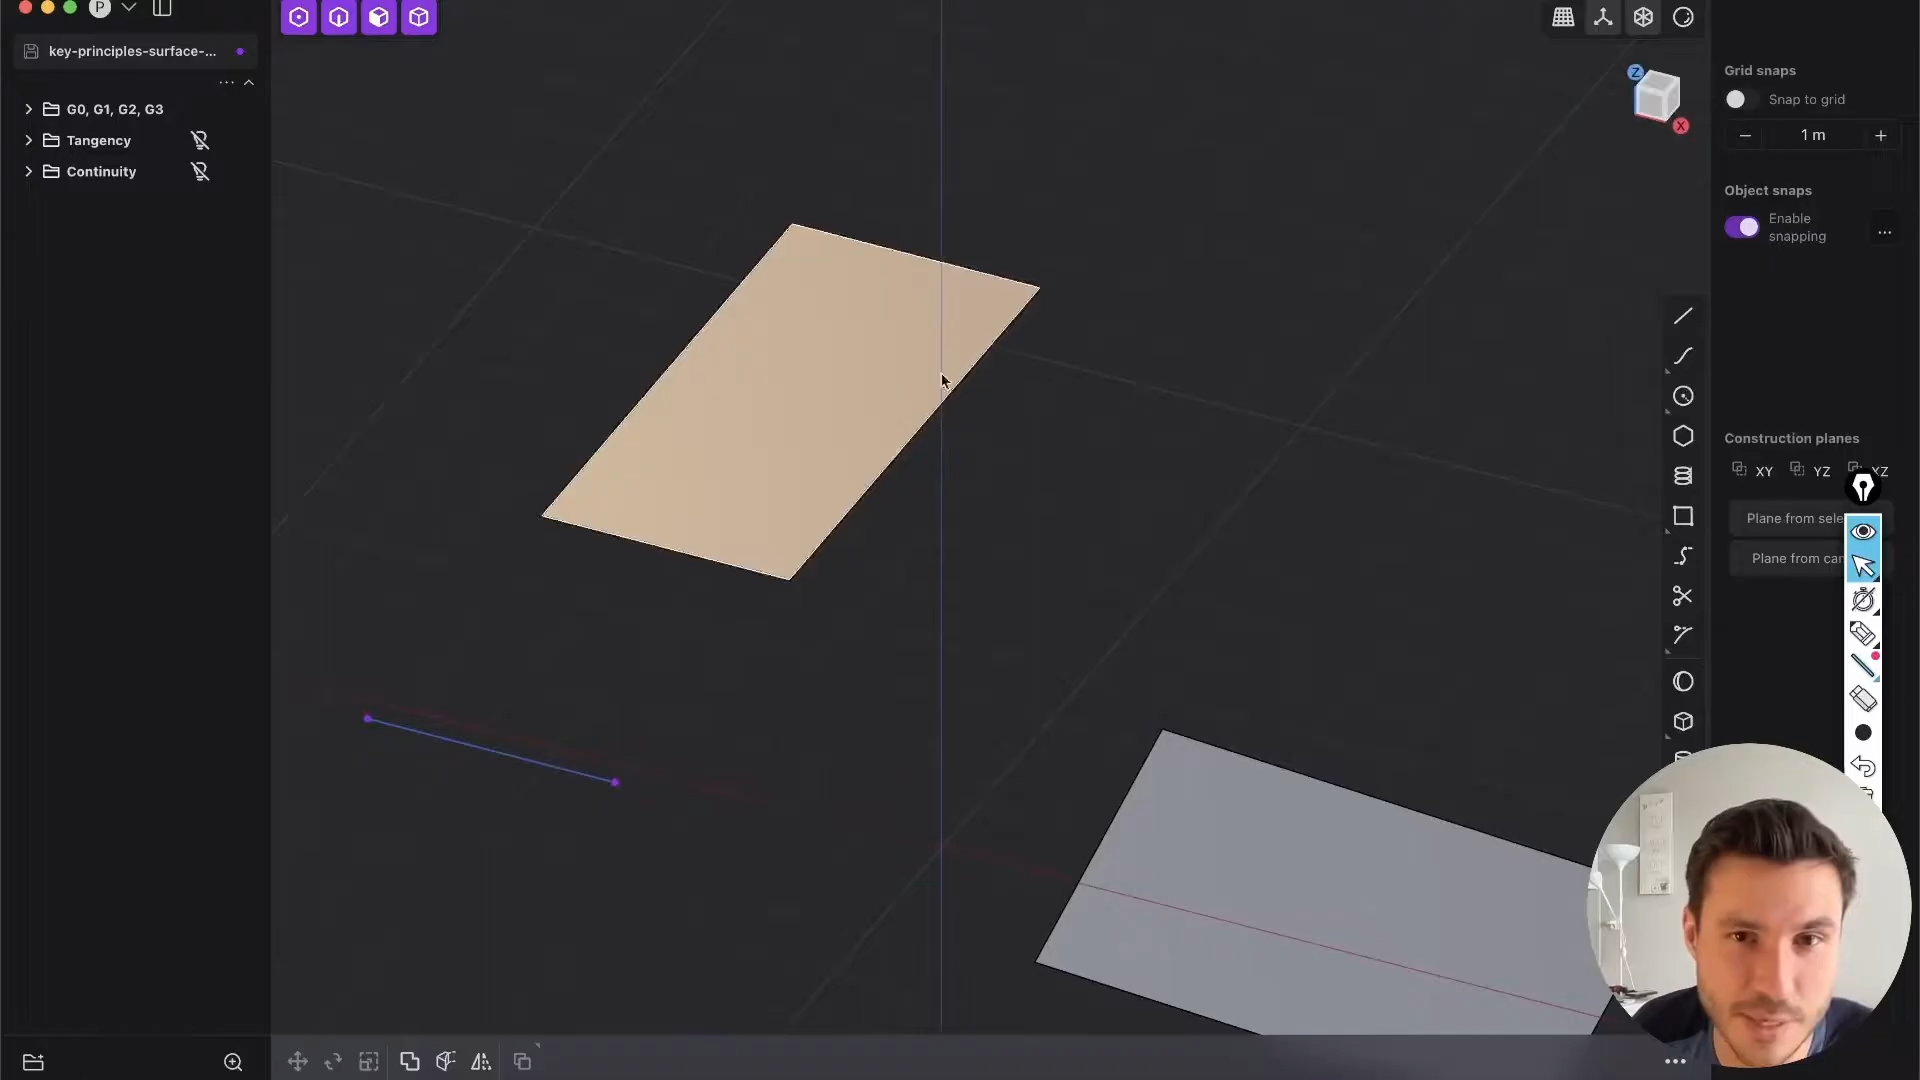 P
key-principles-surface-...
G0, G1, G2, G3
Tangency
Continuity
Z
X
Grid snaps
Snap to grid
1 m
Object snaps
Enable
snapping
Construction planes
XY
YZ
XZ
Plane from sele
Plane from can